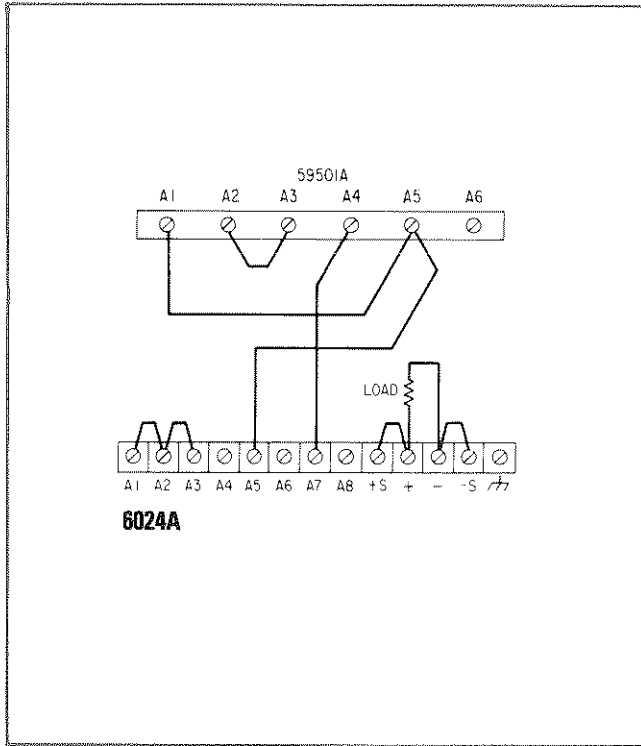 59501A
A1 A2 A3 A4 A5 A6
LOAD
A1 A2 A3 A4 A5 A6 A7 A8 +S + − -S
6024A